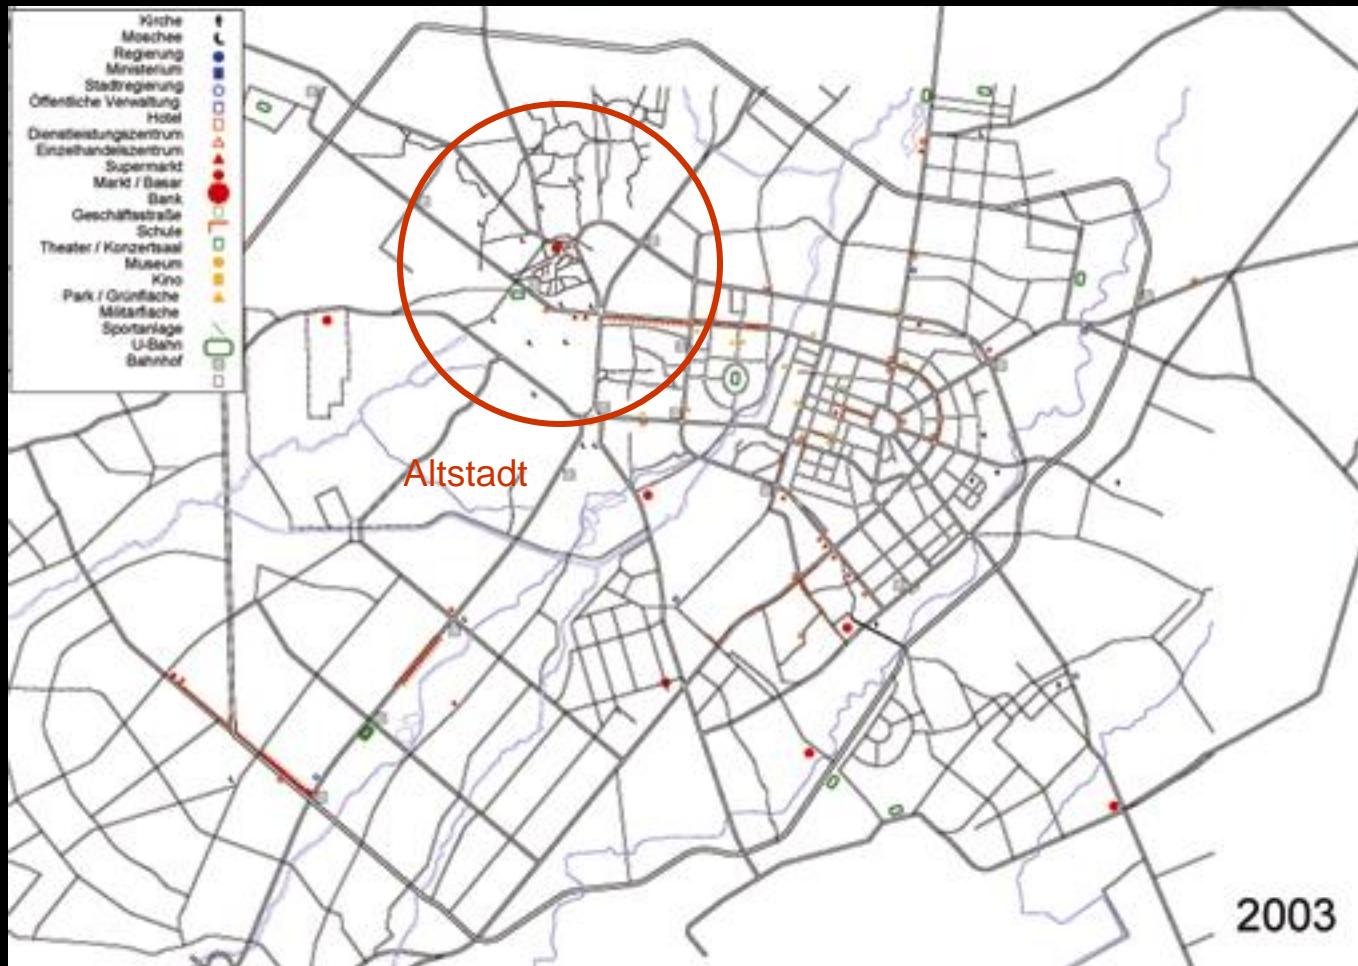 Kirche
Moschee
Regierung
Ministerium
Stadtregierung
Öffentliche Verwaltung
Hotel
Dienstleistungszentrum
Einzelhandelszentrum
Supermarkt
Markt / Basar
Bank
Geschäftsstraße
Schule
Theater / Konzertsaal
Museum
Kino
Park / Grünfläche
Militärfläche
Sportanlage
U-Bahn
Bahnhof
Altstadt
2003